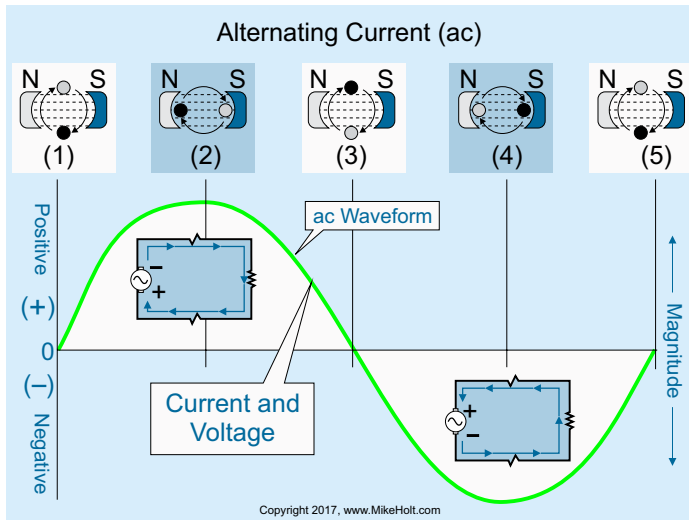 Alternating Current (ac)
N S
(1)
N S
(2)
N S
(3)
N S
(4)
N S
(5)
Positive
(+)
0
(–)
Negative
ac Waveform
–
+
Current and
Voltage
+
–
Magnitude
Copyright 2017, www.MikeHolt.com